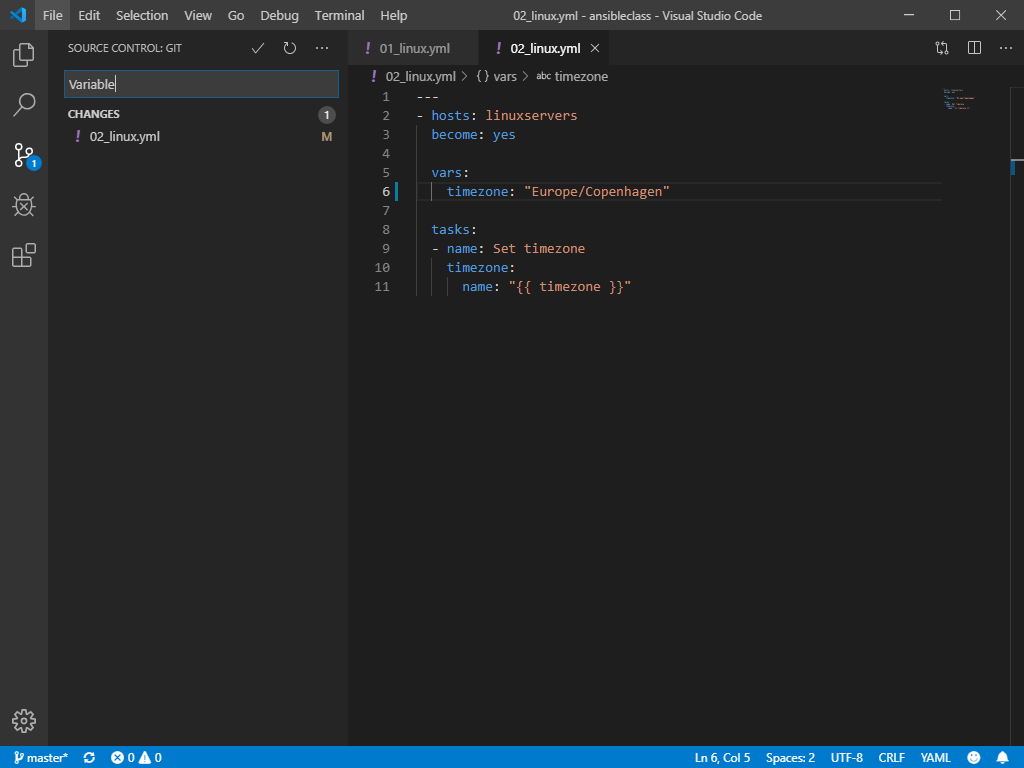 File Edit Selection View Go Debug Terminal Help 02_linux.yml - ansibleclass - Visual Studio Code
SOURCE CONTROL: GIT
Variable
CHANGES 1
! 02_linux.yml M
1
! 01_linux.yml ! 02_linux.yml
! 02_linux.yml > {} vars > abc timezone
1 ---
2 - hosts: linuxservers
3 become: yes
4
5 vars:
6 timezone: "Europe/Copenhagen"
7
8 tasks:
9 - name: Set timezone
10 timezone:
11 name: "{{ timezone }}"
master* 0 0 Ln 6, Col 5 Spaces: 2 UTF-8 CRLF YAML